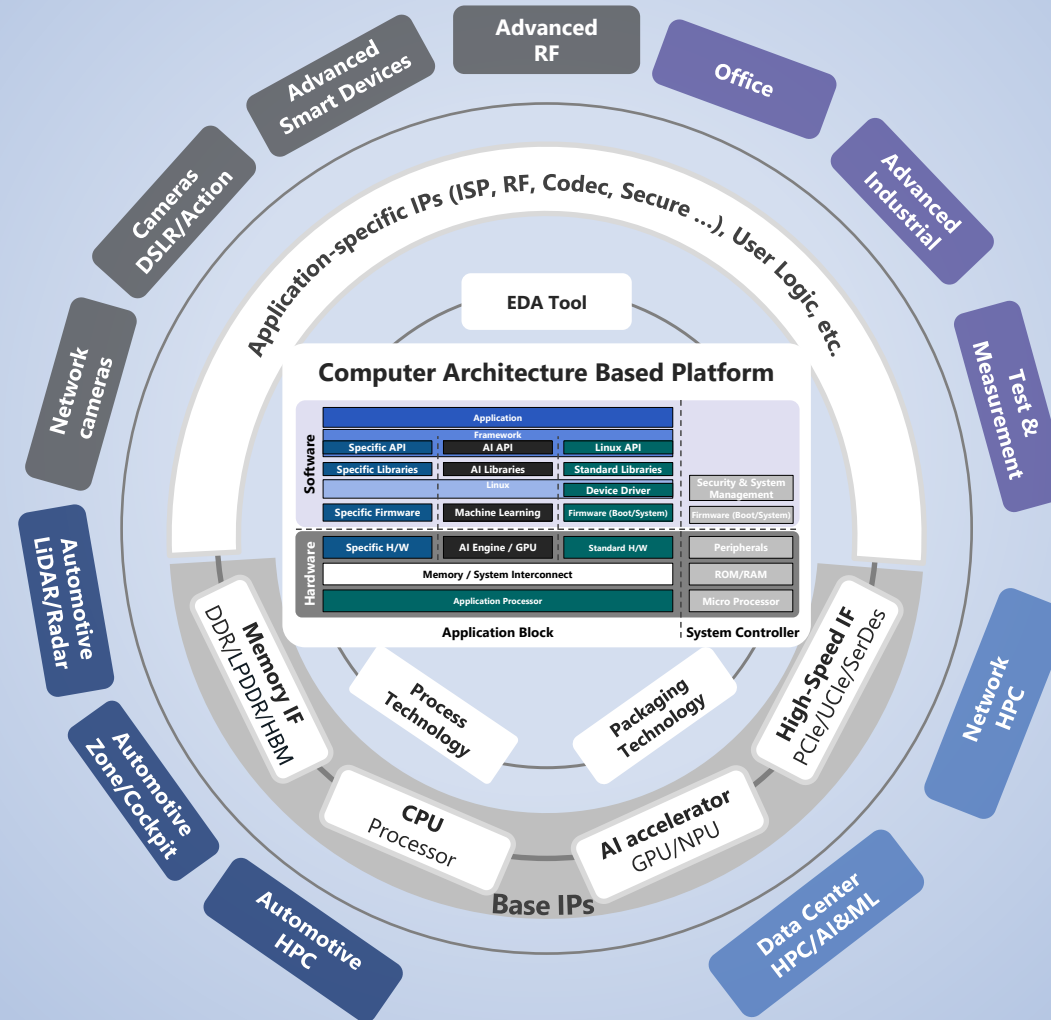 Advanced
RF
Office
Advanced
Industrial
Test &
Measurement
Network
HPC
Data Center
HPC/AI&ML
Automotive
HPC
Automotive
Zone/Cockpit
Automotive
LiDAR/Radar
Network
cameras
Cameras
DSLR/Action
Advanced
Smart Devices
Application-specific IPs (ISP, RF, Codec, Secure ...), User Logic, etc.
EDA Tool
Computer Architecture Based Platform
Software
Application
Framework
Specific API
AI API
Linux API
Specific Libraries
AI Libraries
Standard Libraries
Linux
Device Driver
Specific Firmware
Machine Learning
Firmware (Boot/System)
Security & System
Management
Firmware (Boot/System)
Hardware
Specific H/W
AI Engine / GPU
Standard H/W
Peripherals
Memory / System Interconnect
ROM/RAM
Application Processor
Micro Processor
Application Block
System Controller
Process
Technology
Packaging
Technology
Memory IF
DDR/LPDDR/HBM
CPU
Processor
AI accelerator
GPU/NPU
High-Speed IF
PCIe/UCIe/SerDes
Base IPs